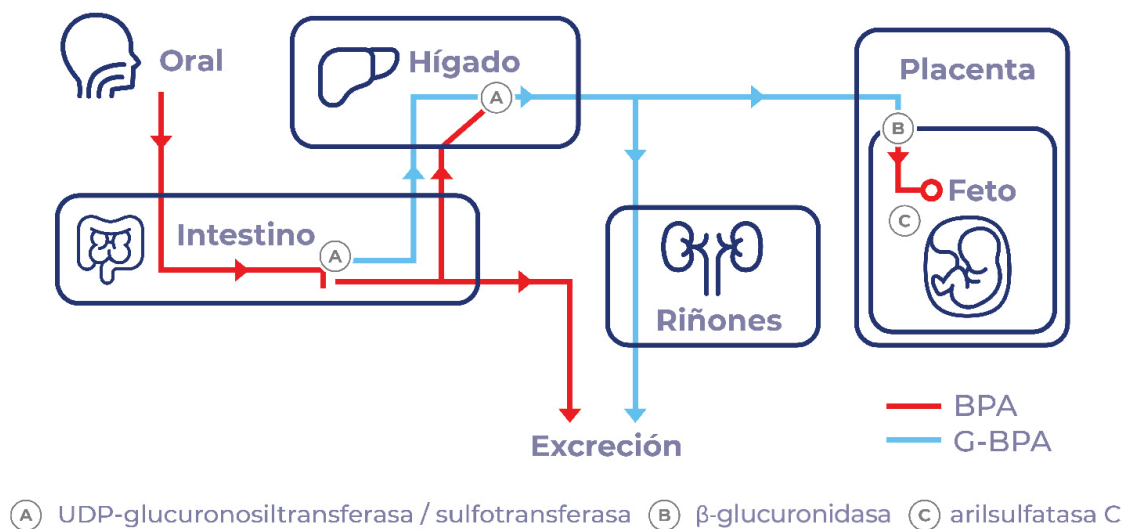 Oral
Hígado
A
Placenta
B
Feto
C
Intestino
A
Riñones
Excreción
BPA
G-BPA
A UDP-glucuronosiltransferasa / sulfotransferasa B β-glucuronidasa C arilsulfatasa C